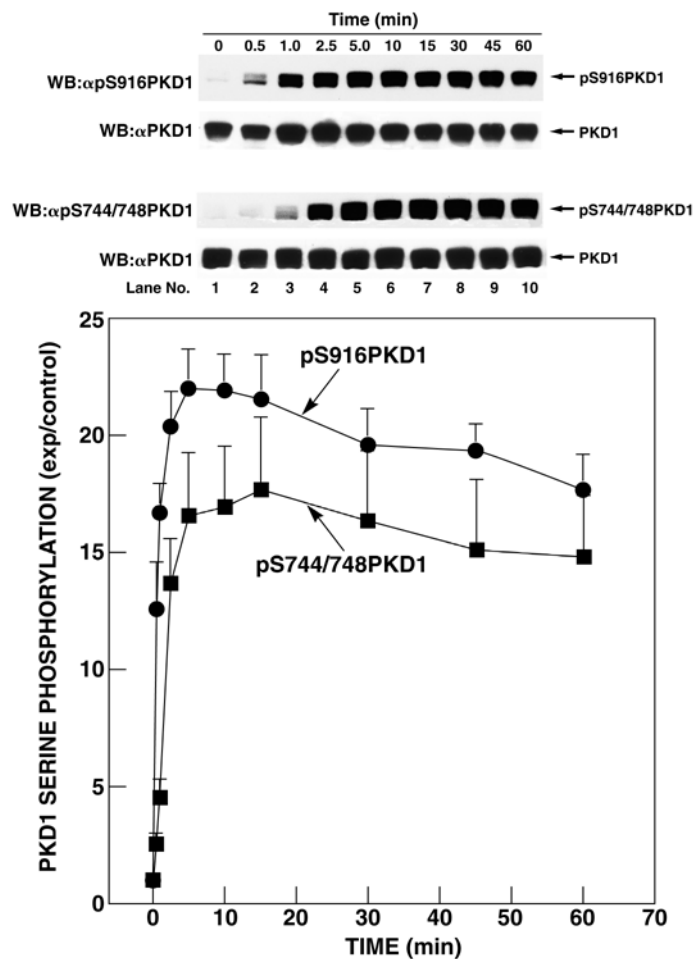 Time (min)
0 0.5 1.0 2.5 5.0 10 15 30 45 60
WB:αpS916PKD1 pS916PKD1
WB:αPKD1 PKD1
WB:αpS744/748PKD1 pS744/748PKD1
WB:αPKD1 PKD1
Lane No. 1 2 3 4 5 6 7 8 9 10
PKD1 SERINE PHOSPHORYLATION (exp/control)
25
20
15
10
5
0
pS916PKD1
pS744/748PKD1
0 10 20 30 40 50 60 70
TIME (min)